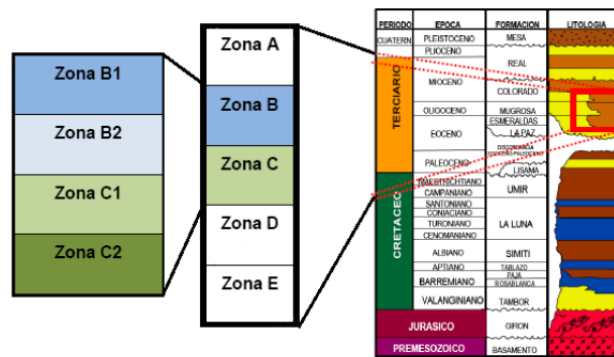 Zona B1
Zona B2
Zona C1
Zona C2
Zona A
Zona B
Zona C
Zona D
Zona E
PERIODO EPOCA FORMACION LITOLOGIA
CUATERN PLEISTOCENO MESA
PLIOCENO
REAL
MIOCENO
COLORADO
TERCIARIO
OLIGOCENO MUGROSA
ESMERALDAS
EOCENO LA PAZ
DISCORDANCIA
PALEOCENO
LISAMA
CRETACEO
MAESTRICHTIANO
CAMPANIANO UMIR
SANTONIANO
CONIACIANO
TURONIANO LA LUNA
CENOMANIANO
ALBIANO SIMITI
APTIANO TABLAZO
PAJA
BARREMIANO ROSABLANCA
VALANGINIANO TAMBOR
JURASICO GIRON
PREMESOZOICO BASAMENTO